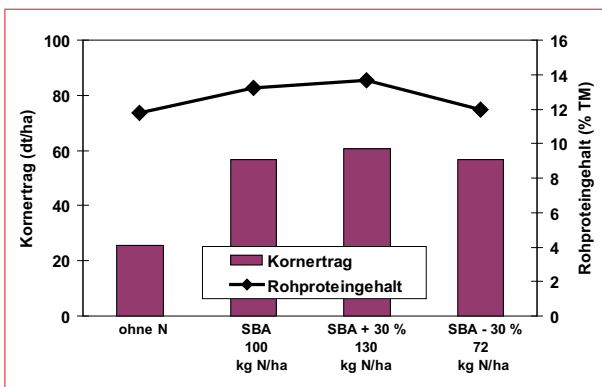 Kornertrag (dt/ha)
100
80
60
40
20
0
Rohproteingehalt (% TM)
16
14
12
10
8
6
4
2
0
Kornertrag
Rohproteingehalt
ohne N
SBA
100
kg N/ha
SBA + 30 %
130
kg N/ha
SBA - 30 %
72
kg N/ha